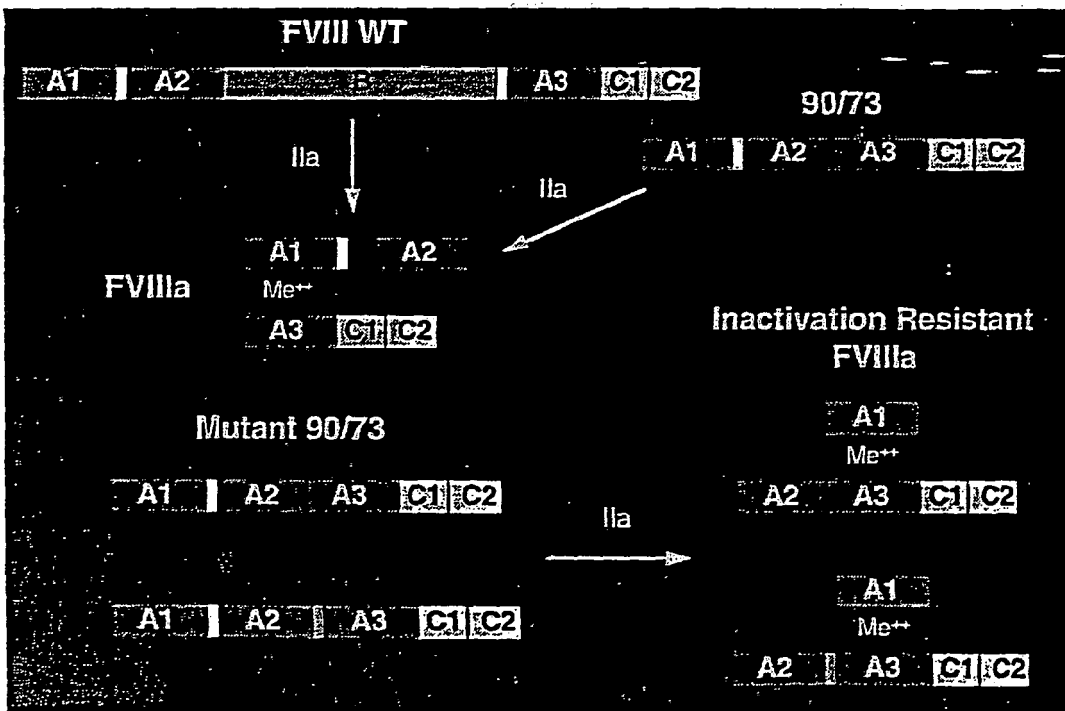 FVIII WT
A1 A2 B A3 C1 C2
90/73
A1 A2 A3 C1 C2
IIa
IIa
A1 A2
FVIIIa
Me++
A3 C1 C2
Inactivation Resistant
FVIIIa
A1
Me++
A2 A3 C1 C2
Mutant 90/73
A1 A2 A3 C1 C2
IIa
A1 A2 A3 C1 C2
A1
Me++
A2 A3 C1 C2